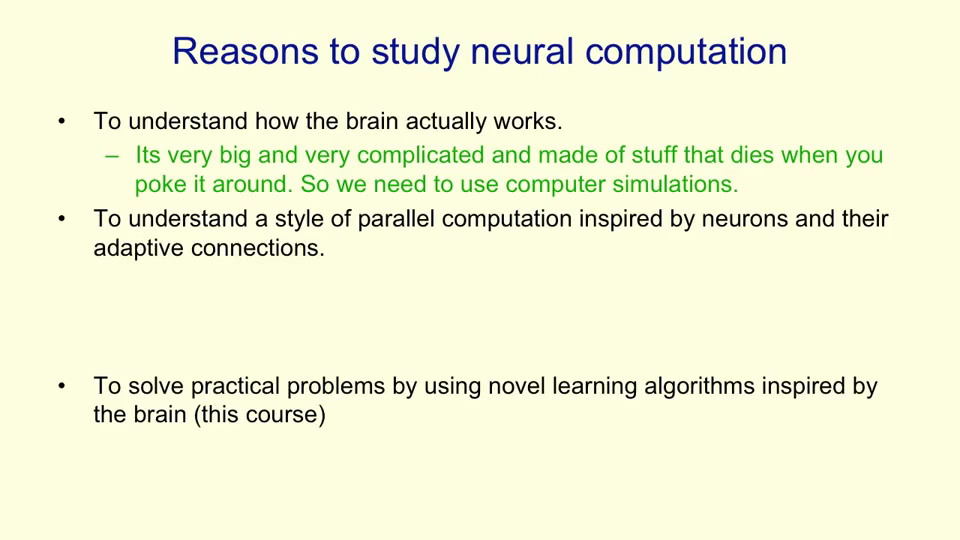 Reasons to study neural computation
• To understand how the brain actually works.
– Its very big and very complicated and made of stuff that dies when you
poke it around. So we need to use computer simulations.
• To understand a style of parallel computation inspired by neurons and their
adaptive connections.
• To solve practical problems by using novel learning algorithms inspired by
the brain (this course)